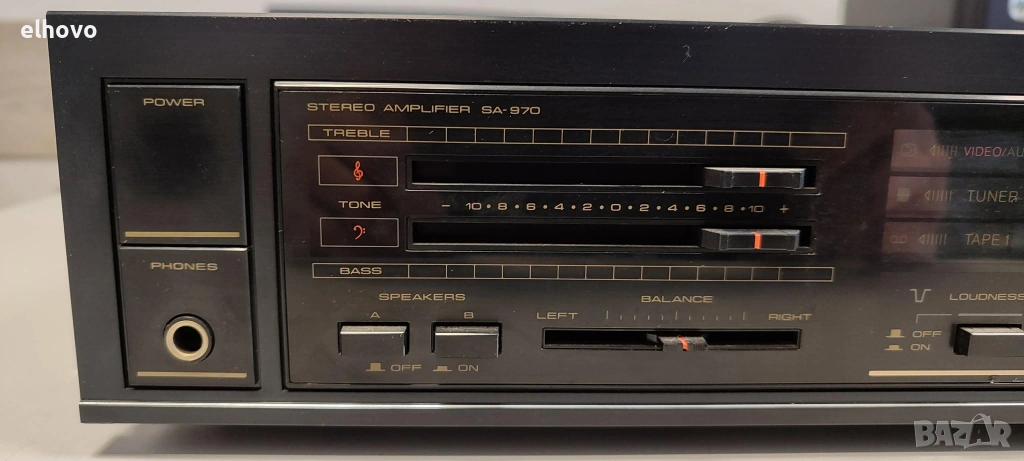 elhovo
POWER
STEREO AMPLIFIER SA-970
TREBLE
VIDEO/AU
TONE
- 10 • 8 • 6 • 4 • 2 • 0 • 2 • 4 • 6 • 8 • 10 +
TUNER
TAPE 1
PHONES
BASS
SPEAKERS
BALANCE
A
B
LEFT
RIGHT
LOUDNESS
OFF
ON
OFF
ON
BAZAR